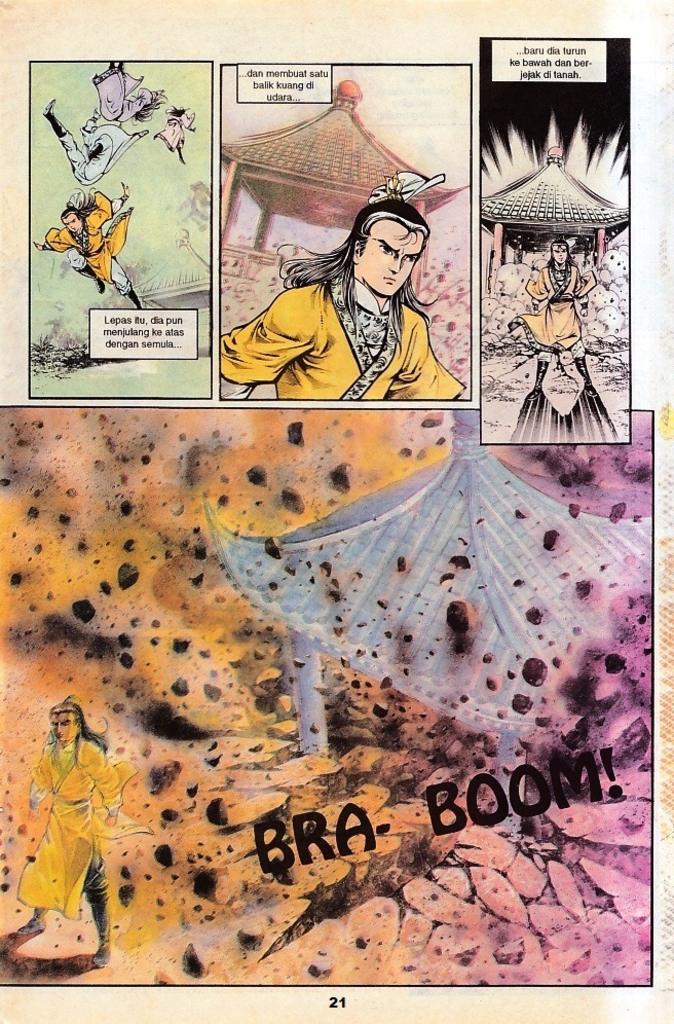 Lepas itu, dia pun
menjulang ke atas
dengan semula...
...dan membuat satu
balik kuang di
udara...
...baru dia turun
ke bawah dan ber-
jejak di tanah.
BRA- BOOM!
21